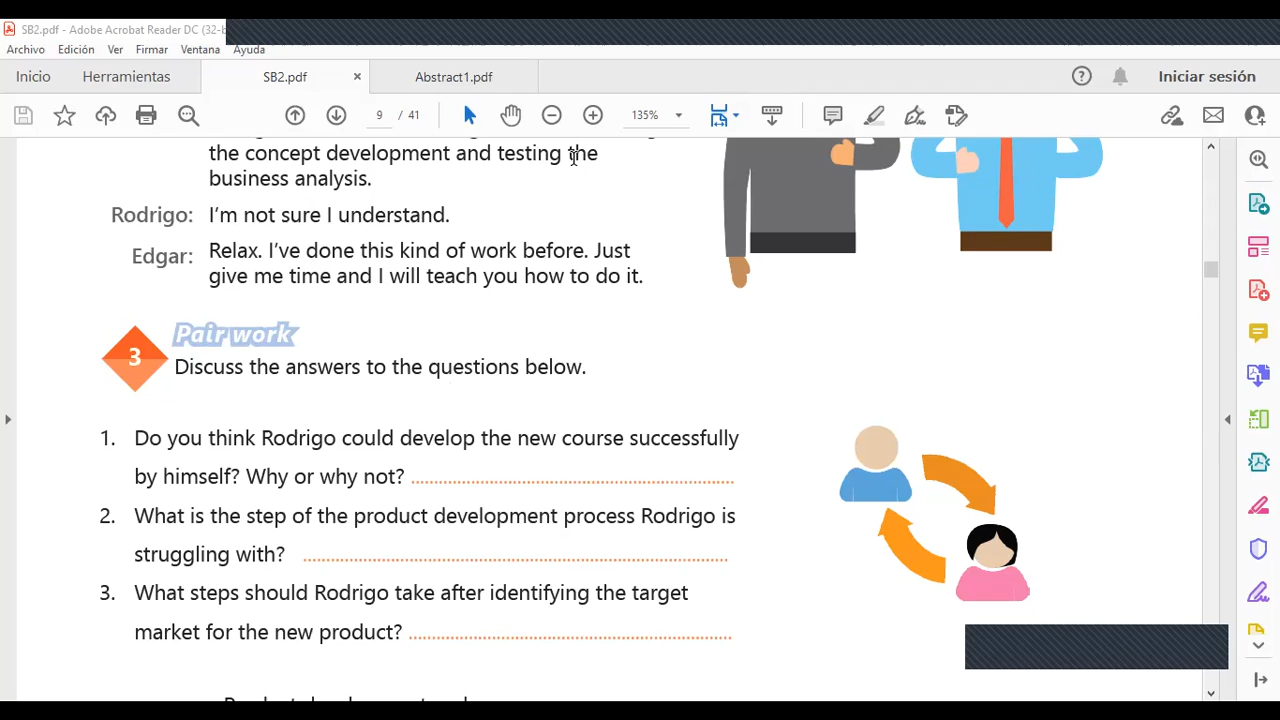 SB2.pdf - Adobe Acrobat Reader DC (32-b
Archivo Edición Ver Firmar Ventana Ayuda
Inicio Herramientas SB2.pdf × Abstract1.pdf Iniciar sesión
9 / 41 135%
the concept development and testing the
business analysis.
Rodrigo: I'm not sure I understand.
Edgar: Relax. I've done this kind of work before. Just
give me time and I will teach you how to do it.
3
Pair work
Discuss the answers to the questions below.
1. Do you think Rodrigo could develop the new course successfully
by himself? Why or why not?
2. What is the step of the product development process Rodrigo is
struggling with?
3. What steps should Rodrigo take after identifying the target
market for the new product?